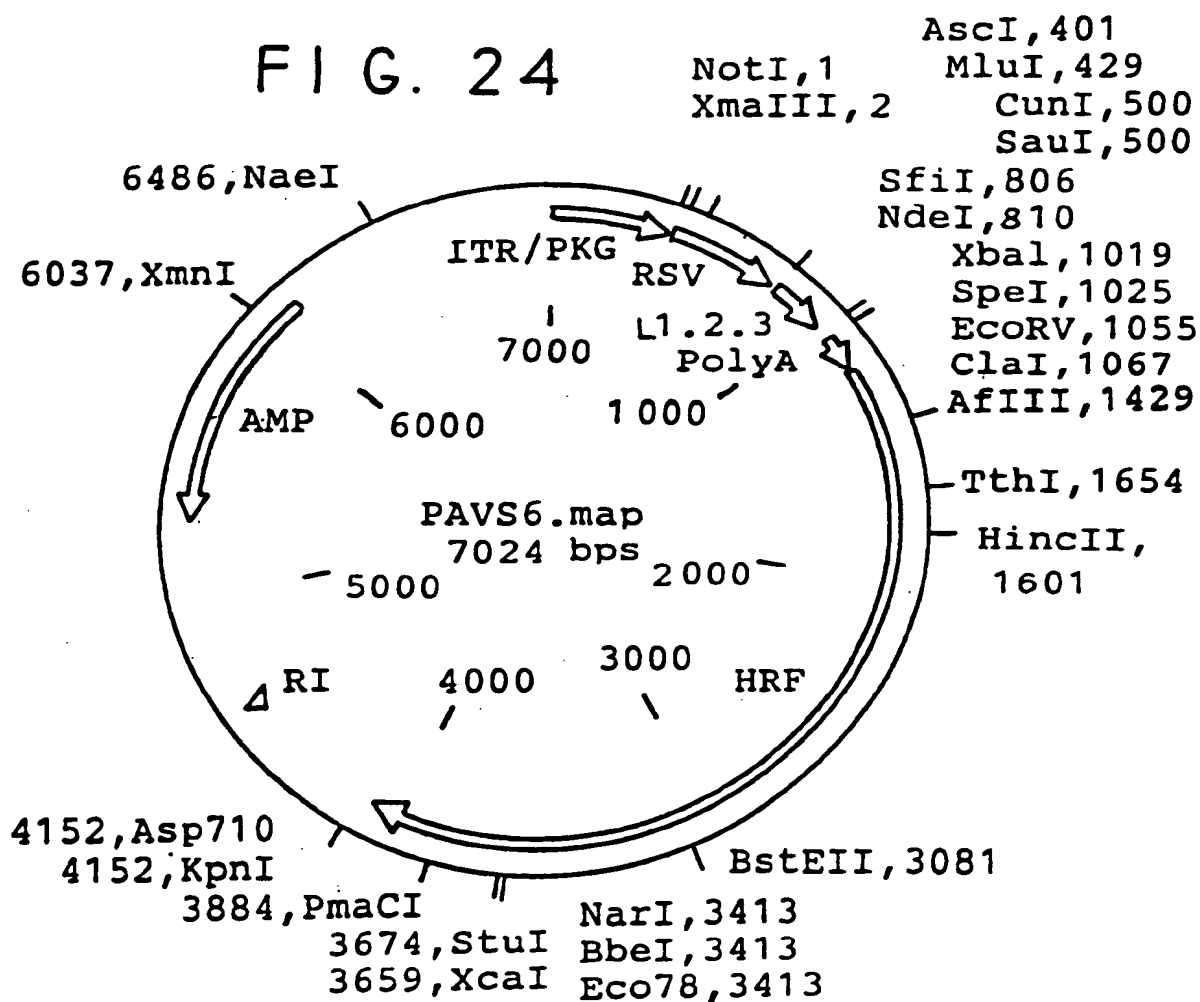 FIG. 24
NotI,1
XmaIII,2
AscI,401
MluI,429
CunI,500
SauI,500
SfiI,806
NdeI,810
Xbal,1019
SpeI,1025
EcoRV,1055
ClaI,1067
AfIII,1429
TthI,1654
HincII,
1601
6486,NaeI
6037,XmnI
ITR/PKG
RSV
L1.2.3
PolyA
7000
1000
6000
AMP
PAVS6.map
7024 bps
2000
5000
3000
4000
HRF
RI
4152,Asp710
4152,KpnI
3884,PmaCI
3674,StuI
3659,XcaI
BstEII,3081
NarI,3413
BbeI,3413
Eco78,3413